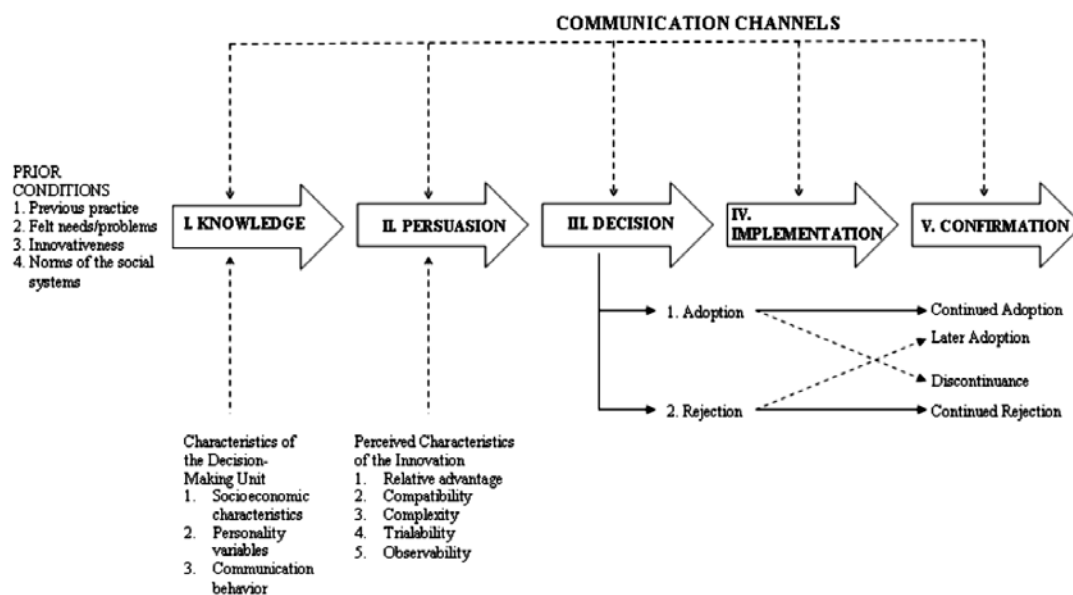 COMMUNICATION CHANNELS
PRIOR
CONDITIONS
1. Previous practice
2. Felt needs/problems
3. Innovativeness
4. Norms of the social
systems
I. KNOWLEDGE
II. PERSUASION
III. DECISION
IV.
IMPLEMENTATION
V. CONFIRMATION
1. Adoption
2. Rejection
Continued Adoption
Later Adoption
Discontinuance
Continued Rejection
Characteristics of
the Decision-
Making Unit
1. Socioeconomic
characteristics
2. Personality
variables
3. Communication
behavior
Perceived Characteristics
of the Innovation
1. Relative advantage
2. Compatibility
3. Complexity
4. Trialability
5. Observability